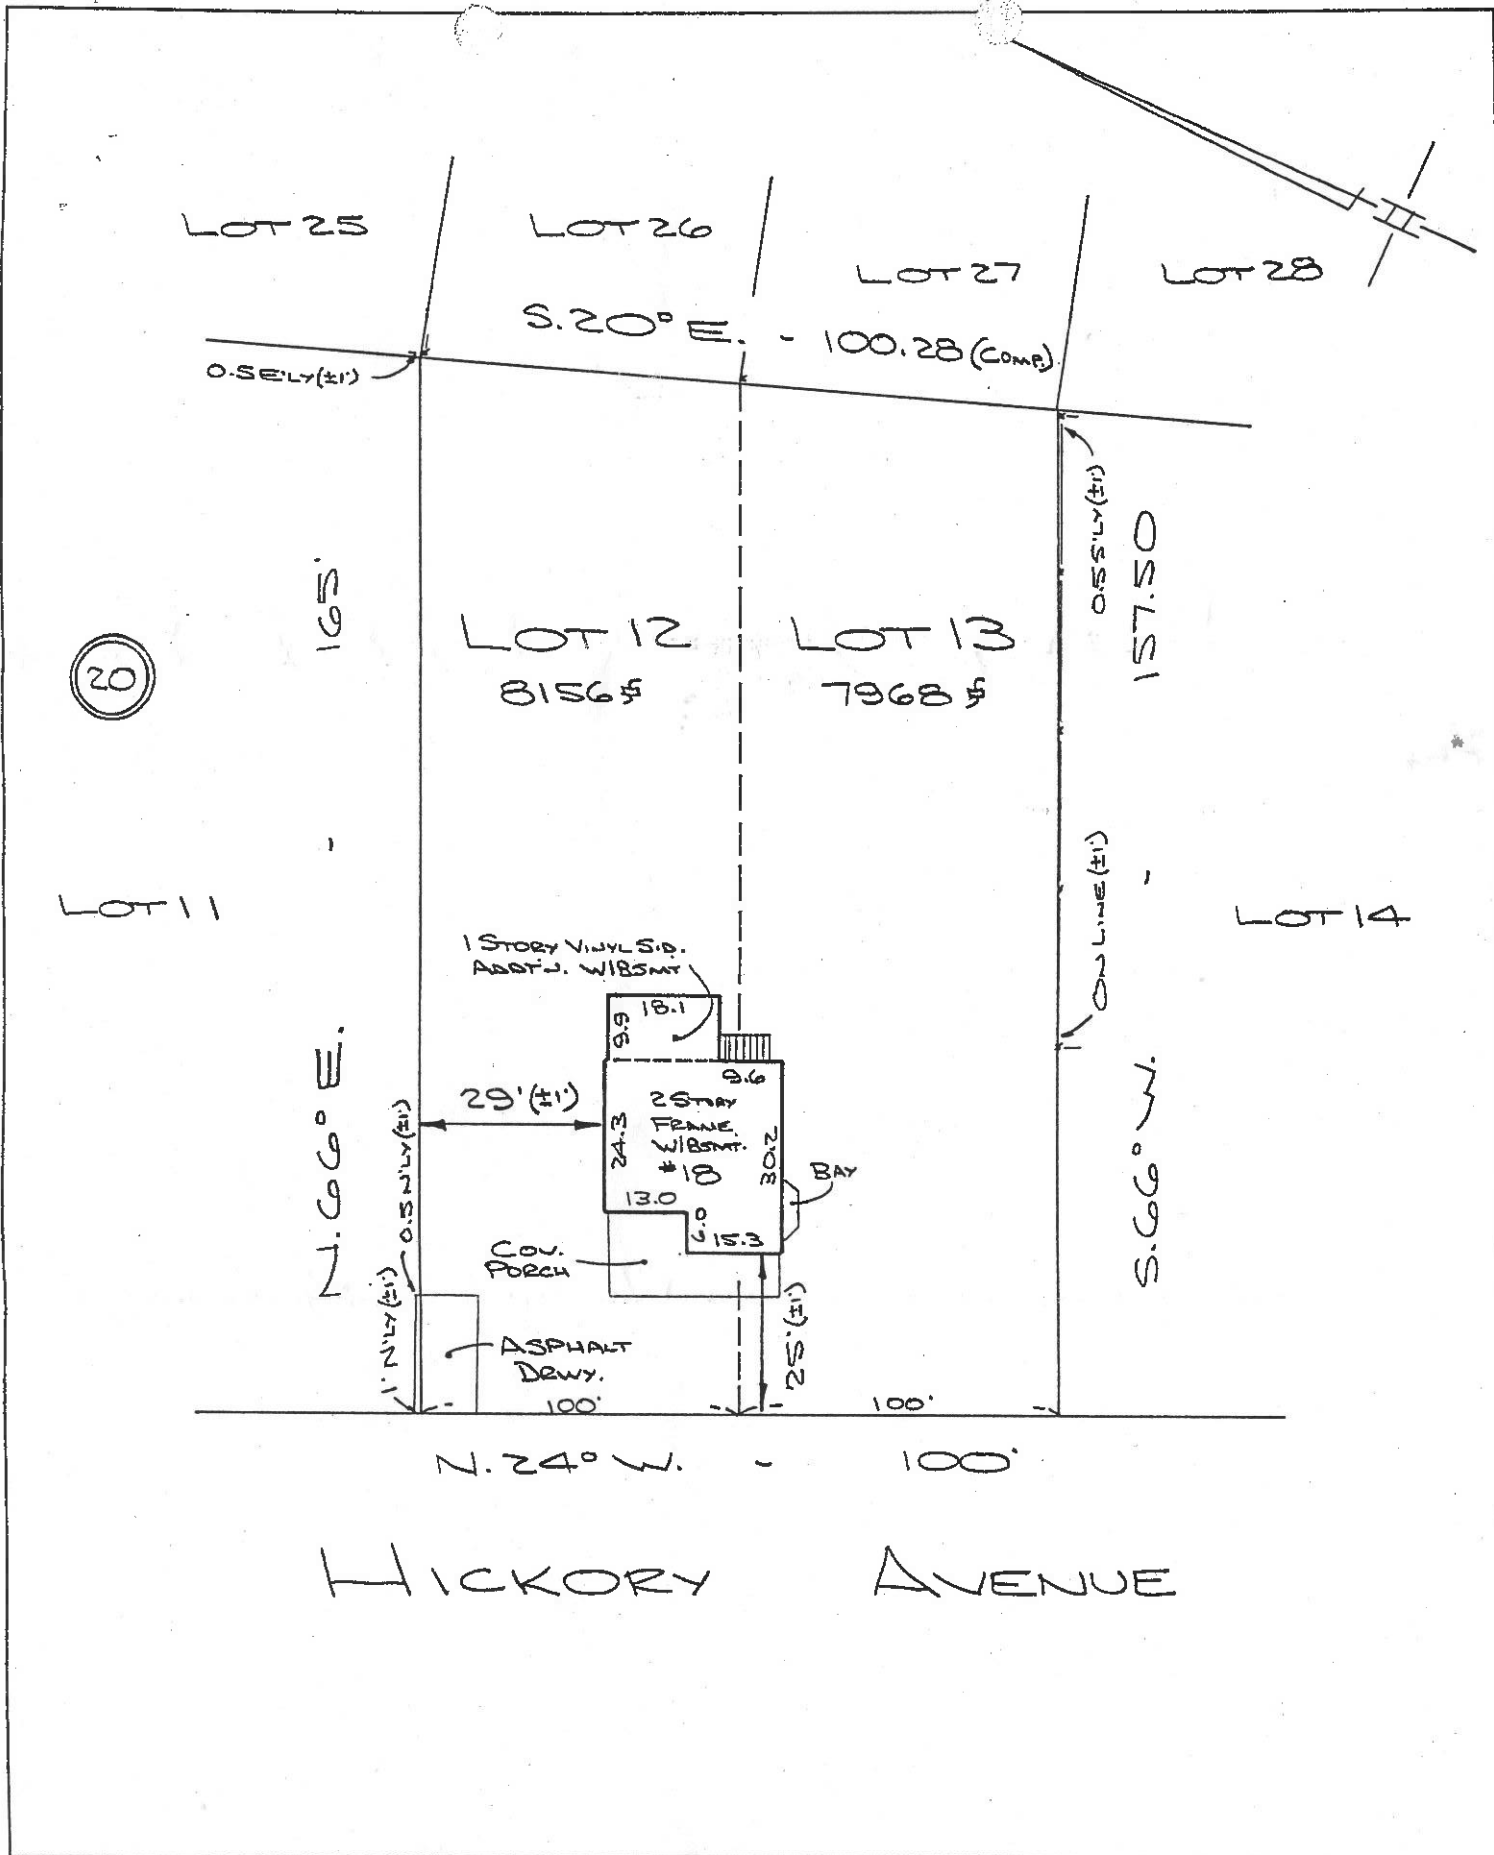 LOT 25
LOT 26
LOT 27
LOT 28
S. 20° E. - 100.28 (COMP.)
0.5 E'LY (±1')
0.5 S'LY (±1')
165'
157.50
20
LOT 12
8156
LOT 13
7968
LOT 11
LOT 14
ON LINE (±1')
1 STORY VINYL SID.
ADDT'N. W/BSMT
18.1
9.9
9.6
29' (±1')
2 STORY
FRAME.
W/BSMT.
#18
24.3
30.2
13.0
6.0
15.3
BAY
COV.
PORCH
N. 66° E.
S. 66° W.
0.5 N'LY (±1')
1' N'LY (±1')
ASPHALT
DRWY.
25' (±1')
100'
100'
N. 24° W. - 100'
HICKORY AVENUE